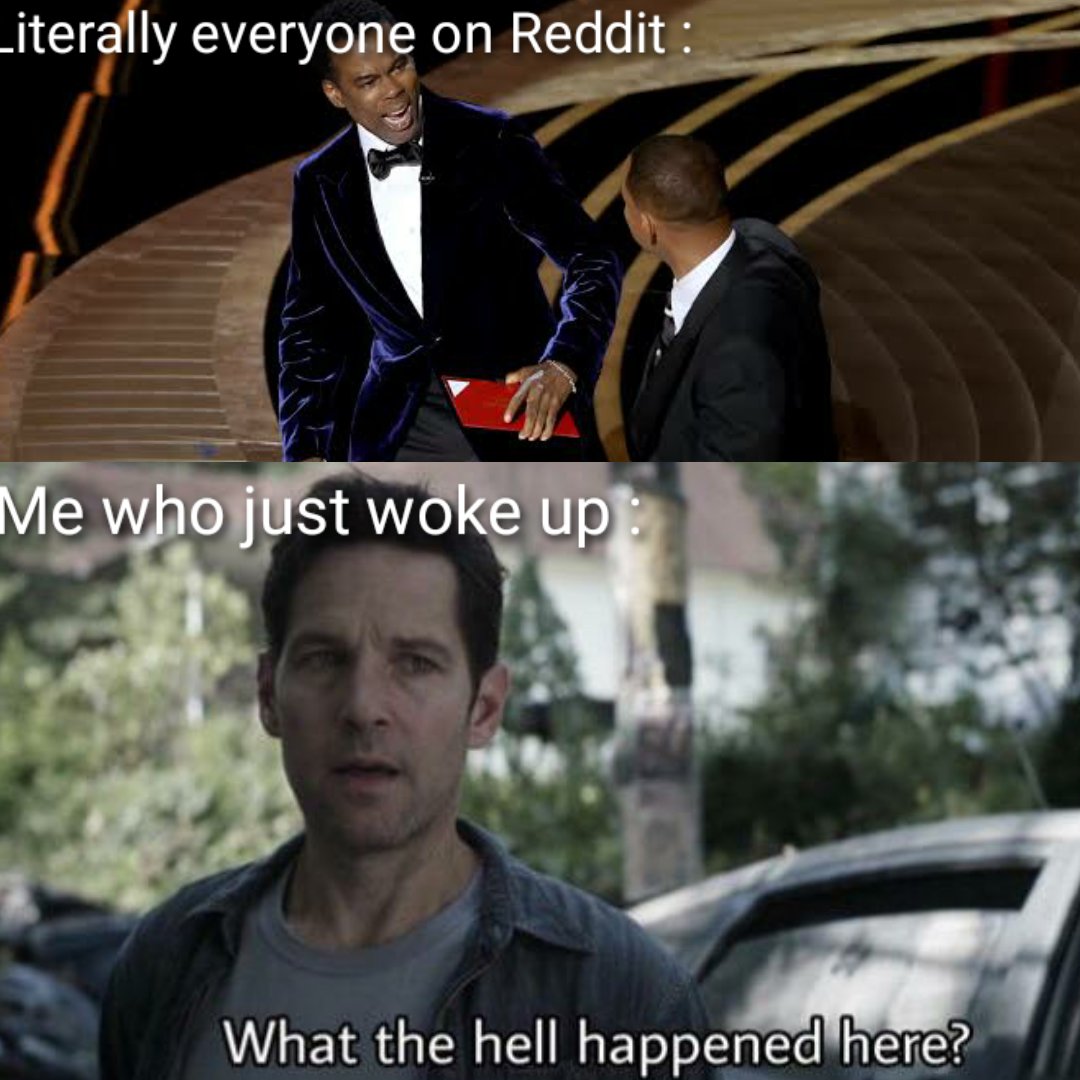 Literally everyone on Reddit :
Me who just woke up :
What the hell happened here?